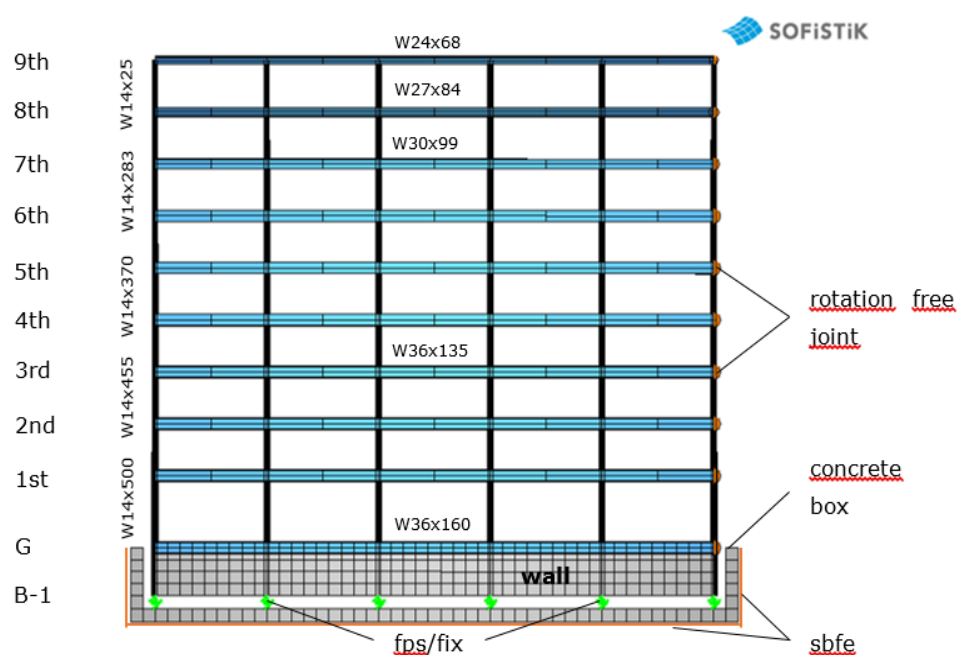 SOFiSTiK
W24x68
9th
W14x25
W27x84
8th
W30x99
7th
W14x283
6th
5th
W14x370
rotation free
joint
4th
W36x135
3rd
W14x455
2nd
1st
W14x500
concrete
box
W36x160
G
wall
B-1
fps/fix
sbfe